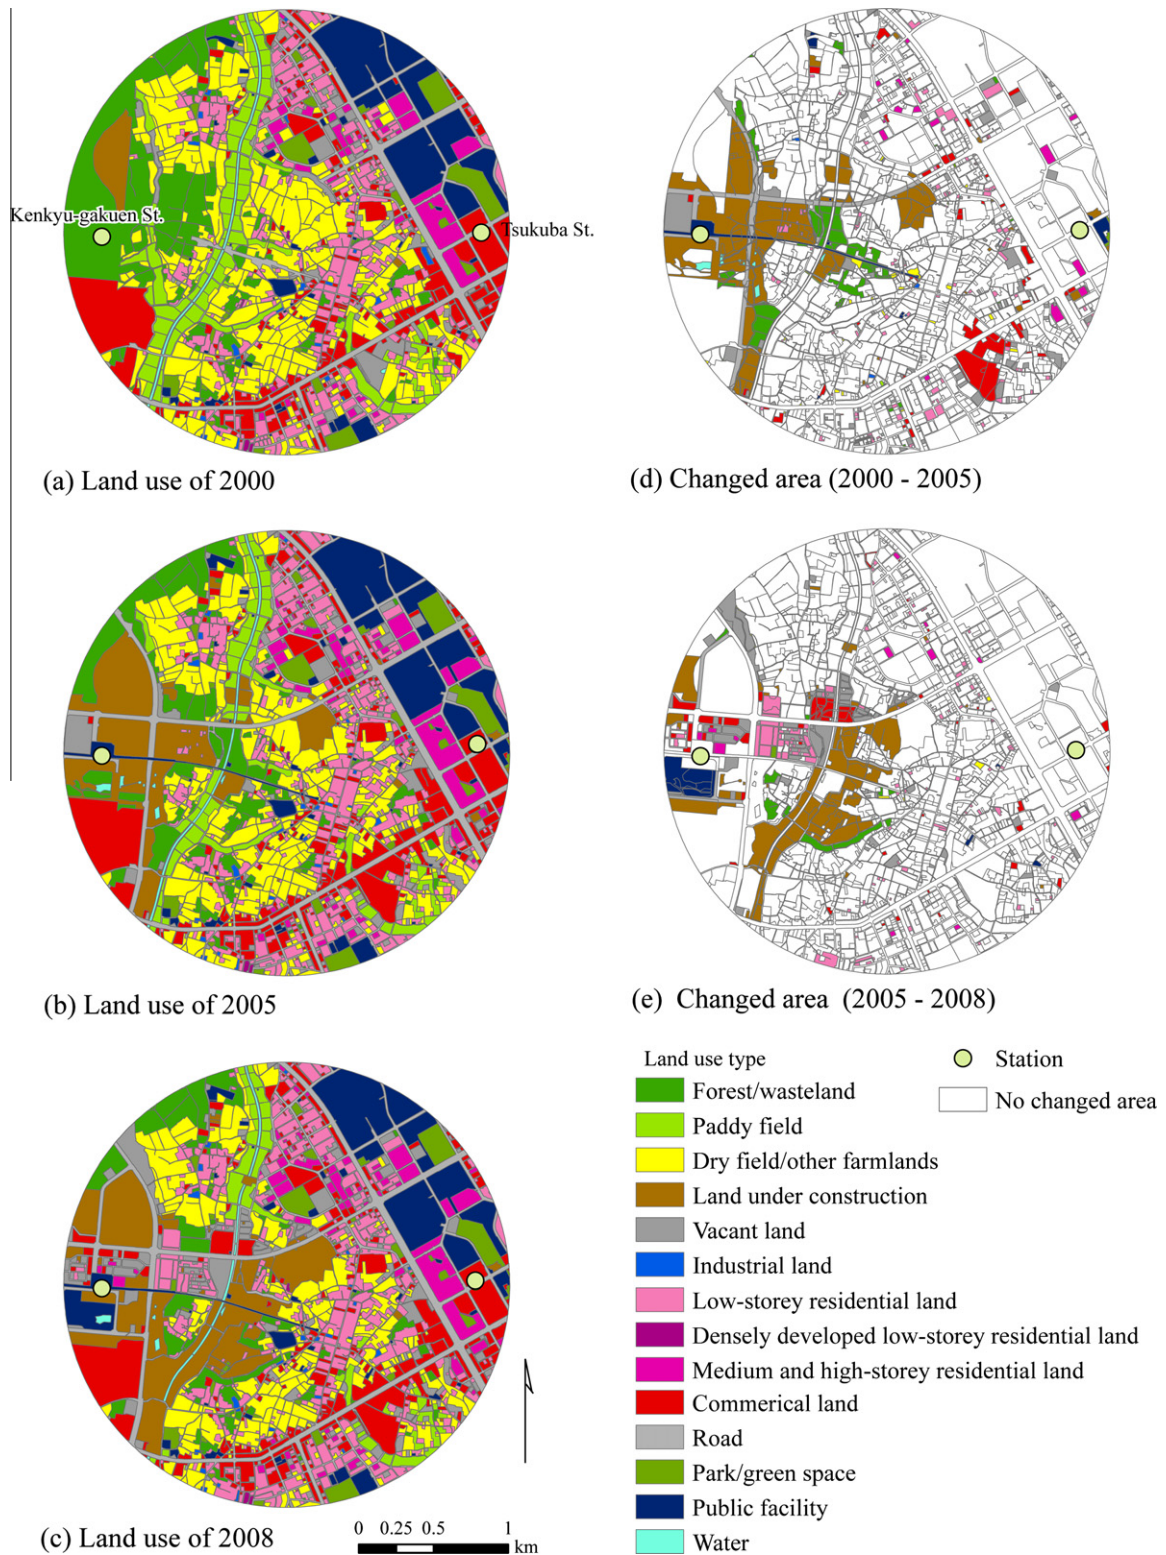 Kenkyu-gakuen St.
Tsukuba St.
(a) Land use of 2000
(d) Changed area (2000 - 2005)
(b) Land use of 2005
(e) Changed area (2005 - 2008)
(c) Land use of 2008
0 0.25 0.5 1
km
Land use type
Forest/wasteland
Paddy field
Dry field/other farmlands
Land under construction
Vacant land
Industrial land
Low-storey residential land
Densely developed low-storey residential land
Medium and high-storey residential land
Commerical land
Road
Park/green space
Public facility
Water
Station
No changed area